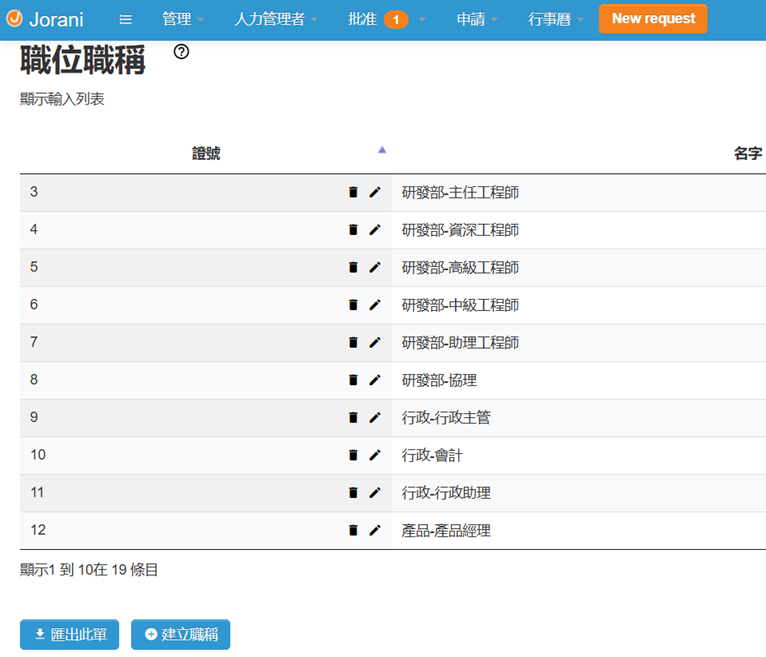 Jorani 管理 人力管理者 批准 1 申請 行事曆 New request
職位職稱
顯示輸入列表
證號 名字
3 研發部-主任工程師
4 研發部-資深工程師
5 研發部-高級工程師
6 研發部-中級工程師
7 研發部-助理工程師
8 研發部-協理
9 行政-行政主管
10 行政-會計
11 行政-行政助理
12 產品-產品經理
顯示1 到 10在 19 條目
匯出此單 建立職稱